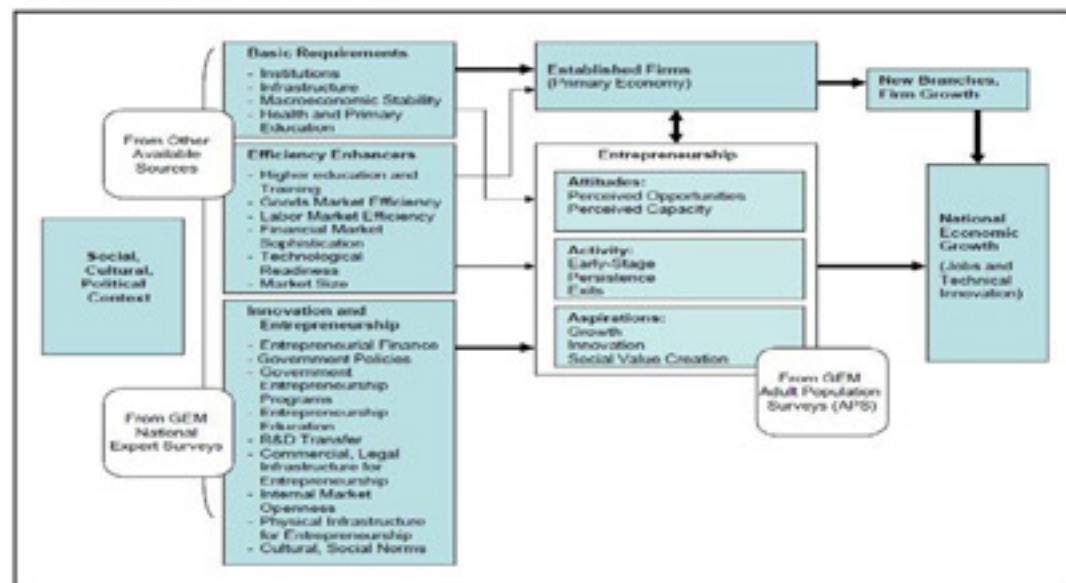 Basic Requirements
- Institutions
- Infrastructure
- Macroeconomic Stability
- Health and Primary
Education
From Other
Available
Sources
Efficiency Enhancers
- Higher education and
Training
- Goods Market Efficiency
- Labor Market Efficiency
- Financial Market
Sophistication
- Technological
Readiness
- Market Size
Social,
Cultural,
Political
Context
Innovation and
Entrepreneurship
- Entrepreneurial Finance
- Government Policies
- Government
Entrepreneurship
Programs
- Entrepreneurship
Education
- R&D Transfer
- Commercial, Legal
Infrastructure for
Entrepreneurship
- Internal Market
Openness
- Physical Infrastructure
for Entrepreneurship
- Cultural, Social Norms
From GEM
National
Expert Surveys
Established Firms
(Primary Economy)
New Branches,
Firm Growth
Entrepreneurship
Attitudes:
Perceived Opportunities
Perceived Capacity
Activity:
Early-Stage
Persistence
Exits
Aspirations:
Growth
Innovation
Social Value Creation
From GEM
Adult Population
Surveys (APS)
National
Economic
Growth
(Jobs and
Technical
Innovation)